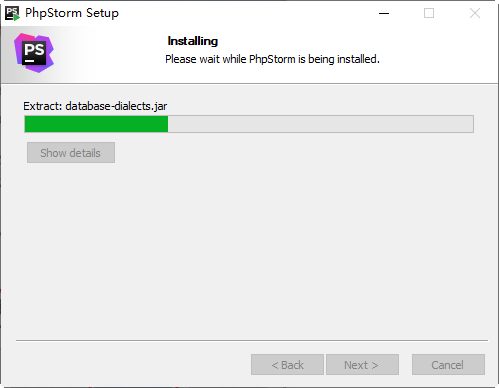 PS PhpStorm Setup
PS
Installing
Please wait while PhpStorm is being installed.
Extract: database-dialects.jar
Show details
< Back
Next >
Cancel